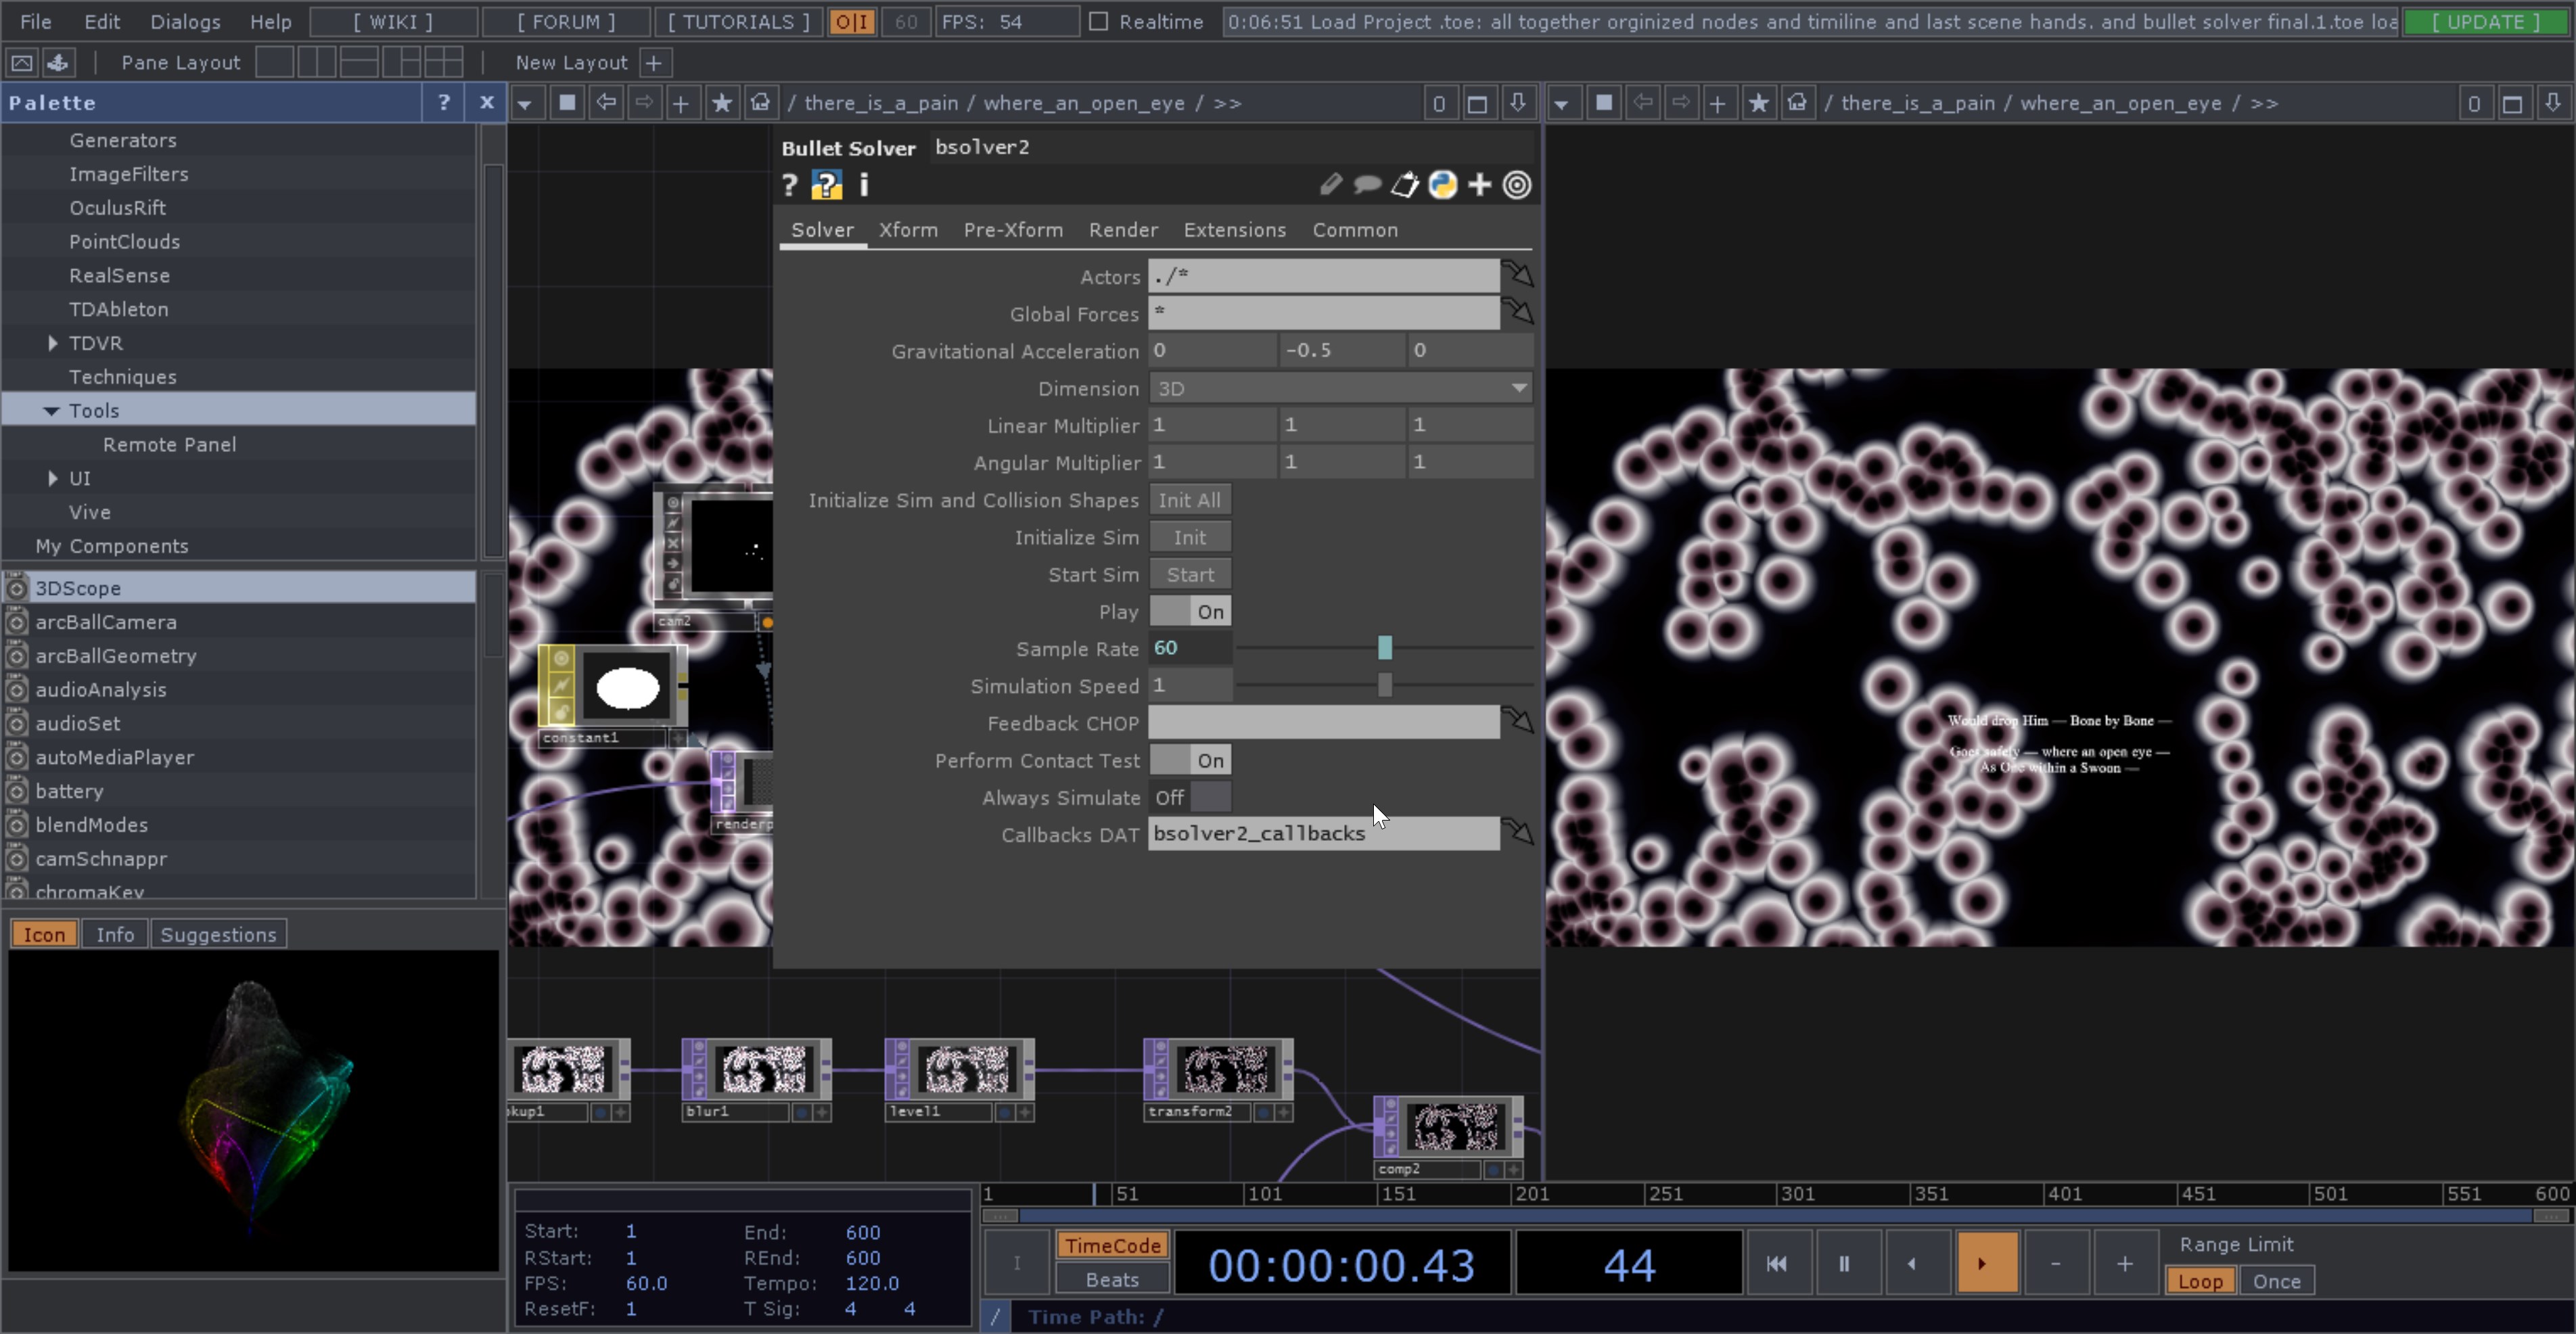 File Edit Dialogs Help [ WIKI ] [ FORUM ] [ TUTORIALS ] O|I 60 FPS: 54 Realtime 0:06:51 Load Project .toe: all together orginized nodes and timiline and last scene hands. and bullet solver final.1.toe loa [ UPDATE ]
Pane Layout New Layout +
Palette ? x
/ there_is_a_pain / where_an_open_eye / >> 0
/ there_is_a_pain / where_an_open_eye / >> 0
Generators
ImageFilters
OculusRift
PointClouds
RealSense
TDAbleton
TDVR
Techniques
Tools
Remote Panel
UI
Vive
My Components
3DScope
arcBallCamera
arcBallGeometry
audioAnalysis
audioSet
autoMediaPlayer
battery
blendModes
camSchnappr
chromaKey
Icon Info Suggestions
Bullet Solver bsolver2
? ? i
Solver Xform Pre-Xform Render Extensions Common
Actors ./*
Global Forces *
Gravitational Acceleration 0 -0.5 0
Dimension 3D
Linear Multiplier 1 1 1
Angular Multiplier 1 1 1
Initialize Sim and Collision Shapes Init All
Initialize Sim Init
Start Sim Start
Play On
Sample Rate 60
Simulation Speed 1
Feedback CHOP
Perform Contact Test On
Always Simulate Off
Callbacks DAT bsolver2_callbacks
cam2
constant1
renderp
Would drop Him — Bone by Bone —
Goes safely — where an open eye —
As One within a Swoon —
kup1 blur1 level1 transform2
comp2
Start: 1 End: 600
RStart: 1 REnd: 600
FPS: 60.0 Tempo: 120.0
ResetF: 1 T Sig: 4 4
1 51 101 151 201 251 301 351 401 451 501 551 600
I TimeCode Beats 00:00:00.43 44 - +
Range Limit
Loop Once
/ Time Path: /